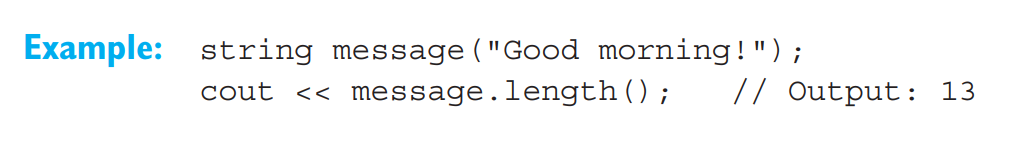 Example: string message("Good morning!");
cout << message.length();   // Output: 13